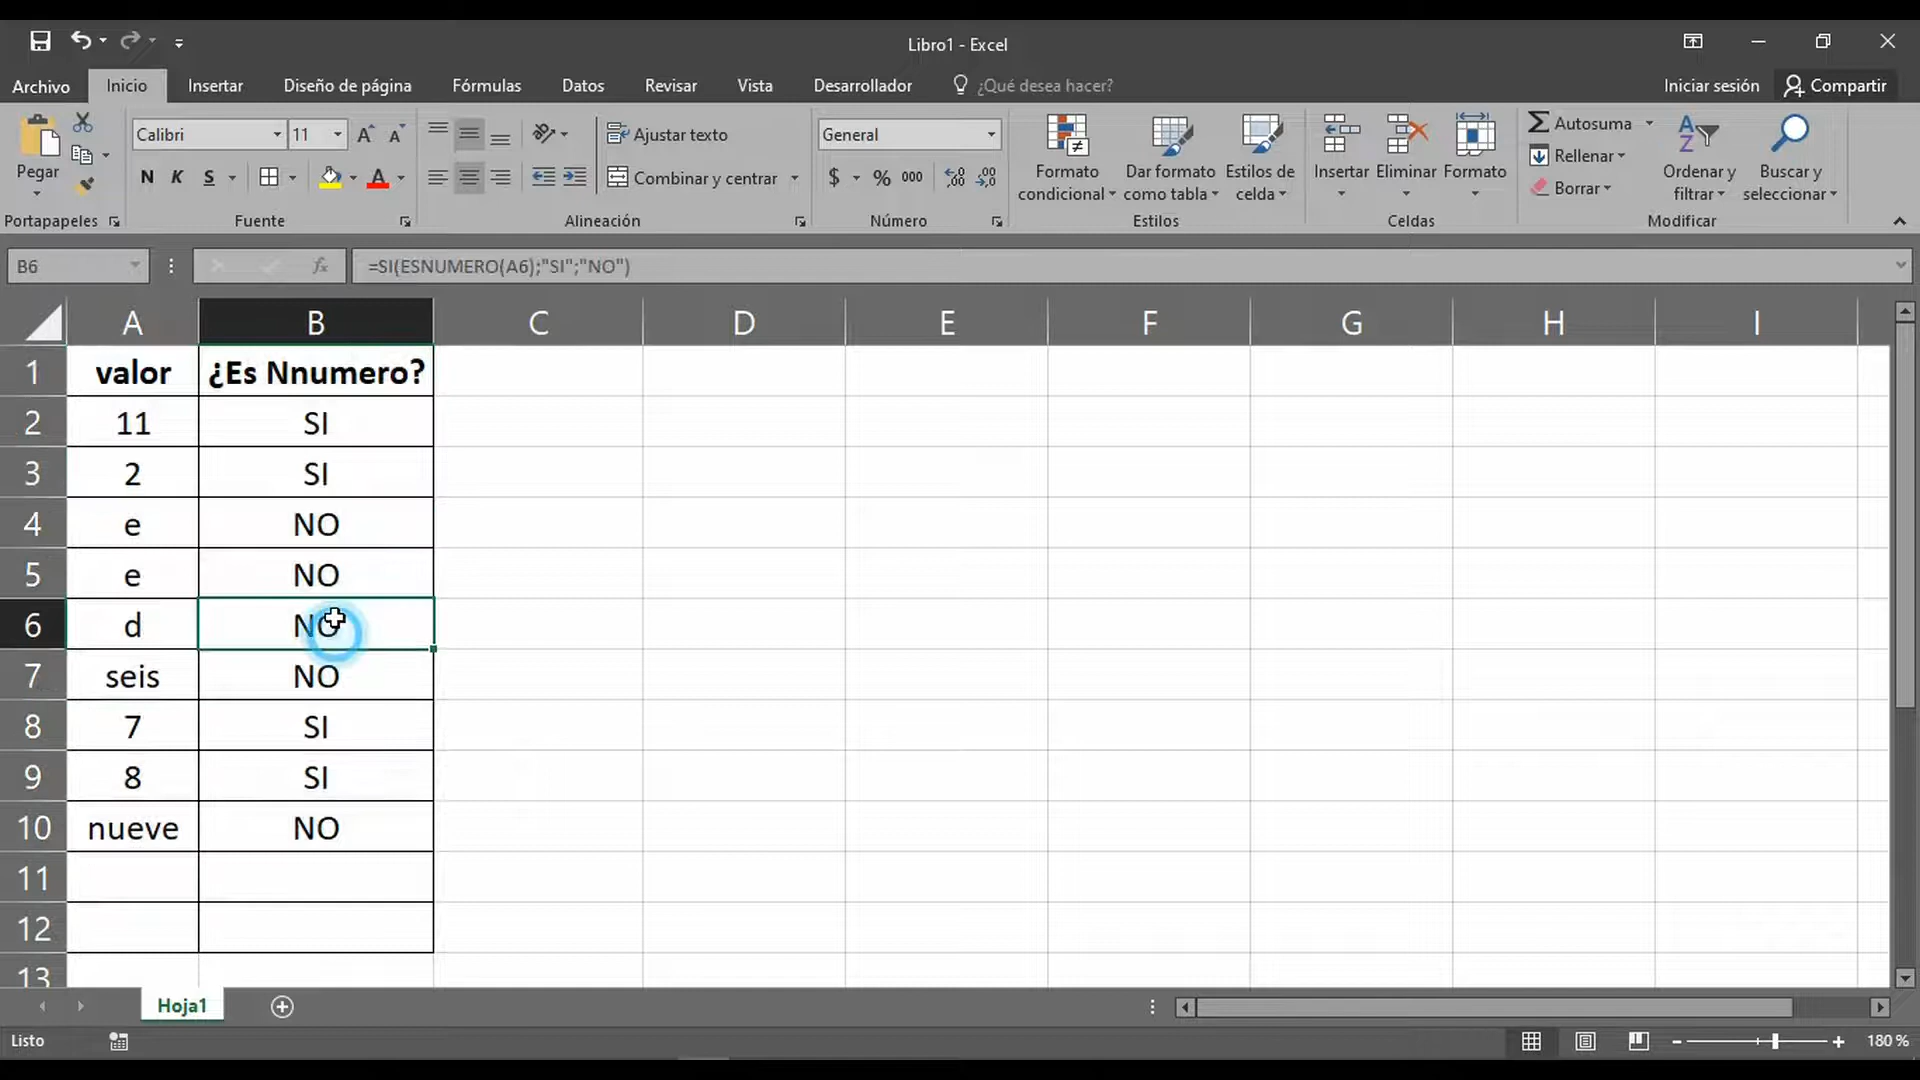 Libro1 - Excel
Archivo Inicio Insertar Diseño de página Fórmulas Datos Revisar Vista Desarrollador ¿Qué desea hacer? Iniciar sesión Compartir
Pegar
Portapapeles
Calibri 11
N K S
Fuente
Ajustar texto
Combinar y centrar
Alineación
General
$ % 000
Número
Formato condicional
Dar formato como tabla
Estilos de celda
Estilos
Insertar Eliminar Formato
Celdas
Autosuma
Rellenar
Borrar
Ordenar y filtrar
Buscar y seleccionar
Modificar
B6 fx =SI(ESNUMERO(A6);"SI";"NO")
A B C D E F G H I
1 valor ¿Es Nnumero?
2 11 SI
3 2 SI
4 e NO
5 e NO
6 d NO
7 seis NO
8 7 SI
9 8 SI
10 nueve NO
11
12
13
Hoja1
Listo 180 %